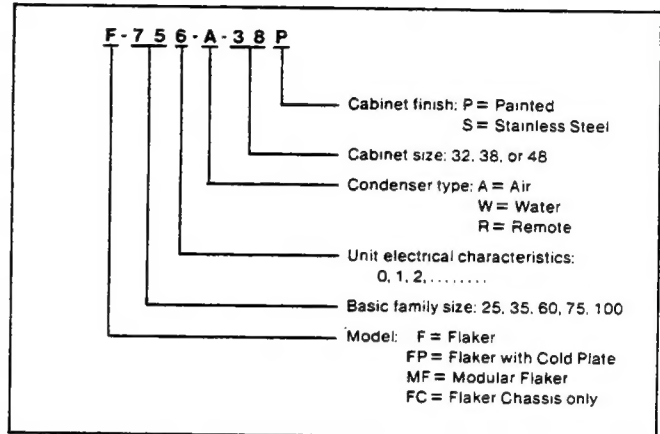 F-756-A-38P
Cabinet finish: P = Painted
S = Stainless Steel
Cabinet size: 32, 38, or 48
Condenser type: A = Air
W = Water
R = Remote
Unit electrical characteristics:
0, 1, 2, ........
Basic family size: 25, 35. 60, 75. 100
Model: F = Flaker
FP = Flaker with Cold Plate
MF = Modular Flaker
FC = Flaker Chassis only